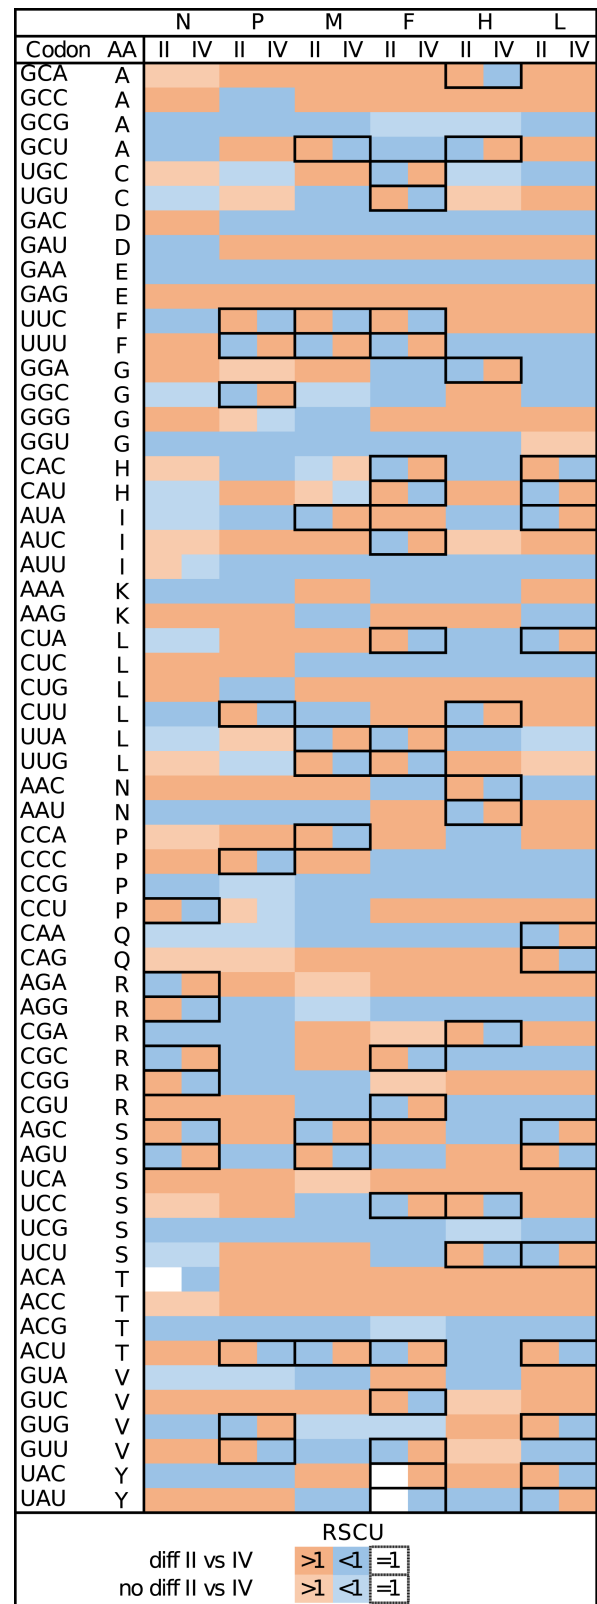 N P M F H L
Codon AA II IV II IV II IV II IV II IV II IV
GCA A
GCC A
GCG A
GCU A
UGC C
UGU C
GAC D
GAU D
GAA E
GAG E
UUC F
UUU F
GGA G
GGC G
GGG G
GGU G
CAC H
CAU H
AUA I
AUC I
AUU I
AAA K
AAG K
CUA L
CUC L
CUG L
CUU L
UUA L
UUG L
AAC N
AAU N
CCA P
CCC P
CCG P
CCU P
CAA Q
CAG Q
AGA R
AGG R
CGA R
CGC R
CGG R
CGU R
AGC S
AGU S
UCA S
UCC S
UCG S
UCU S
ACA T
ACC T
ACG T
ACU T
GUA V
GUC V
GUG V
GUU V
UAC Y
UAU Y
RSCU
diff II vs IV >1 <1 =1
no diff II vs IV >1 <1 =1